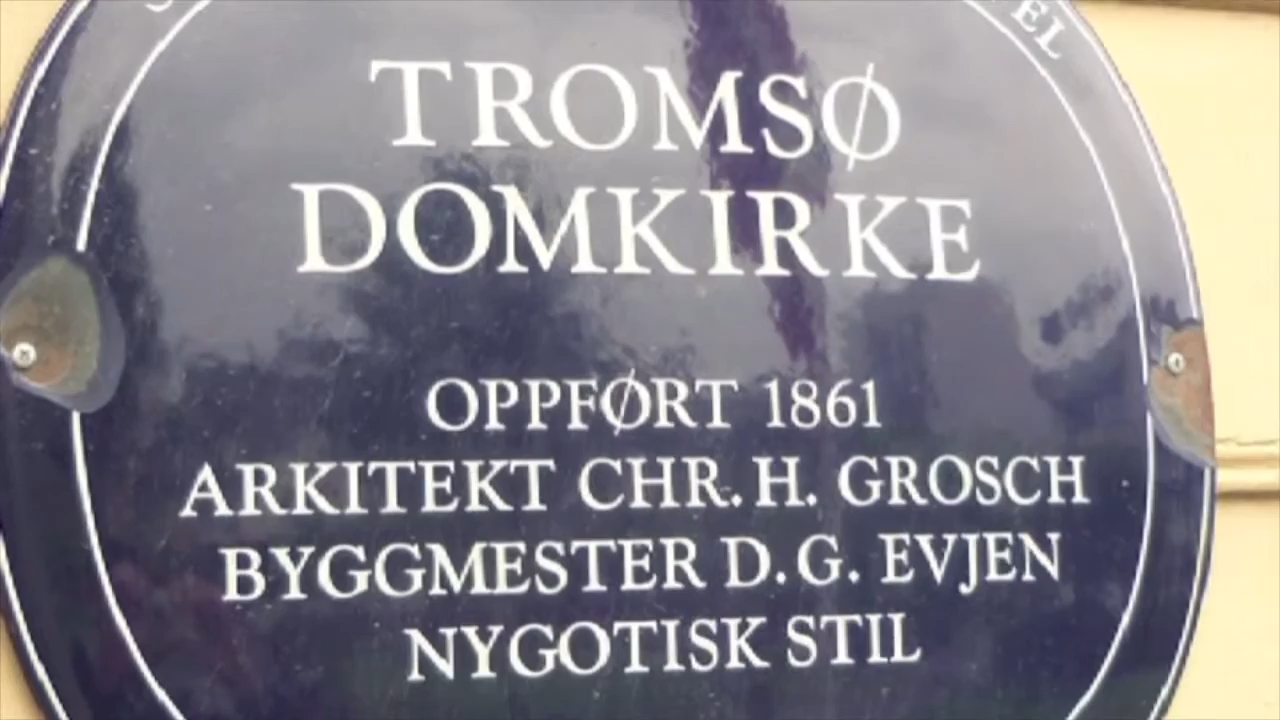 TROMSØ
DOMKIRKE
OPPFØRT 1861
ARKITEKT CHR. H. GROSCH
BYGGMESTER D.G. EVJEN
NYGOTISK STIL